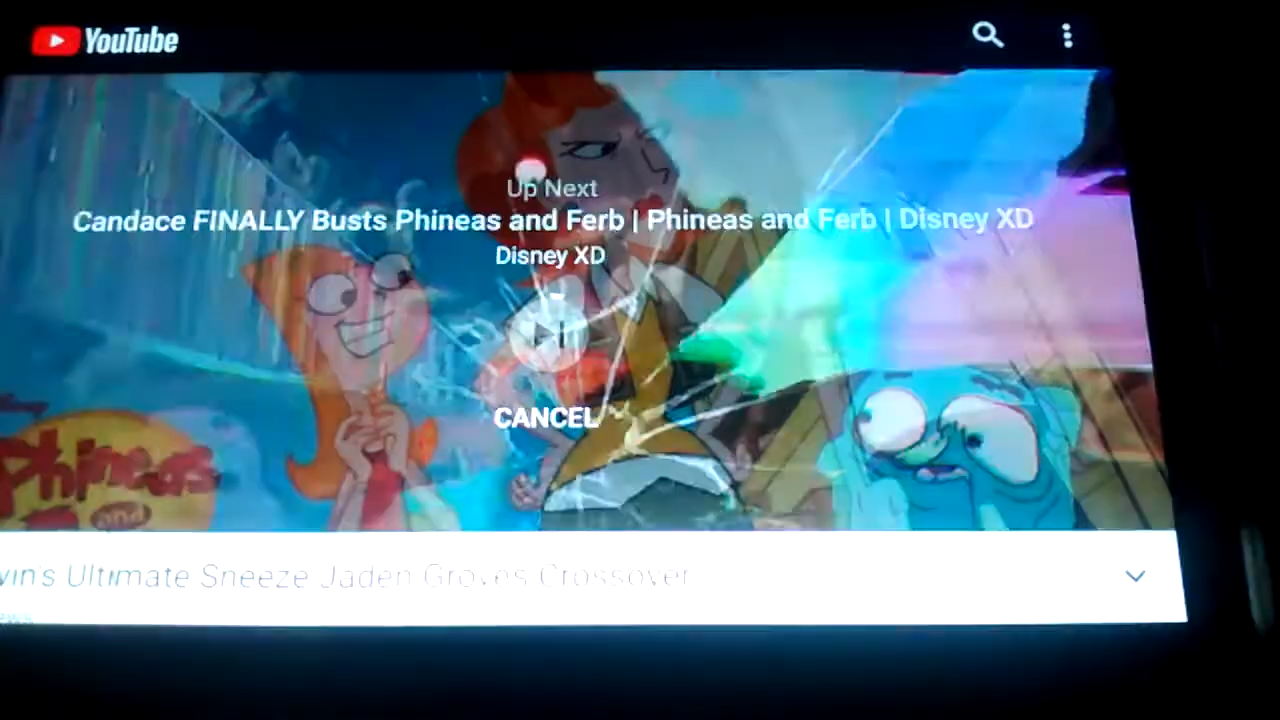 YouTube
Up Next
Candace FINALLY Busts Phineas and Ferb | Phineas and Ferb | Disney XD
Disney XD
CANCEL
Phineas
and
vin's Ultimate Sneeze Jaden Groves Crossover